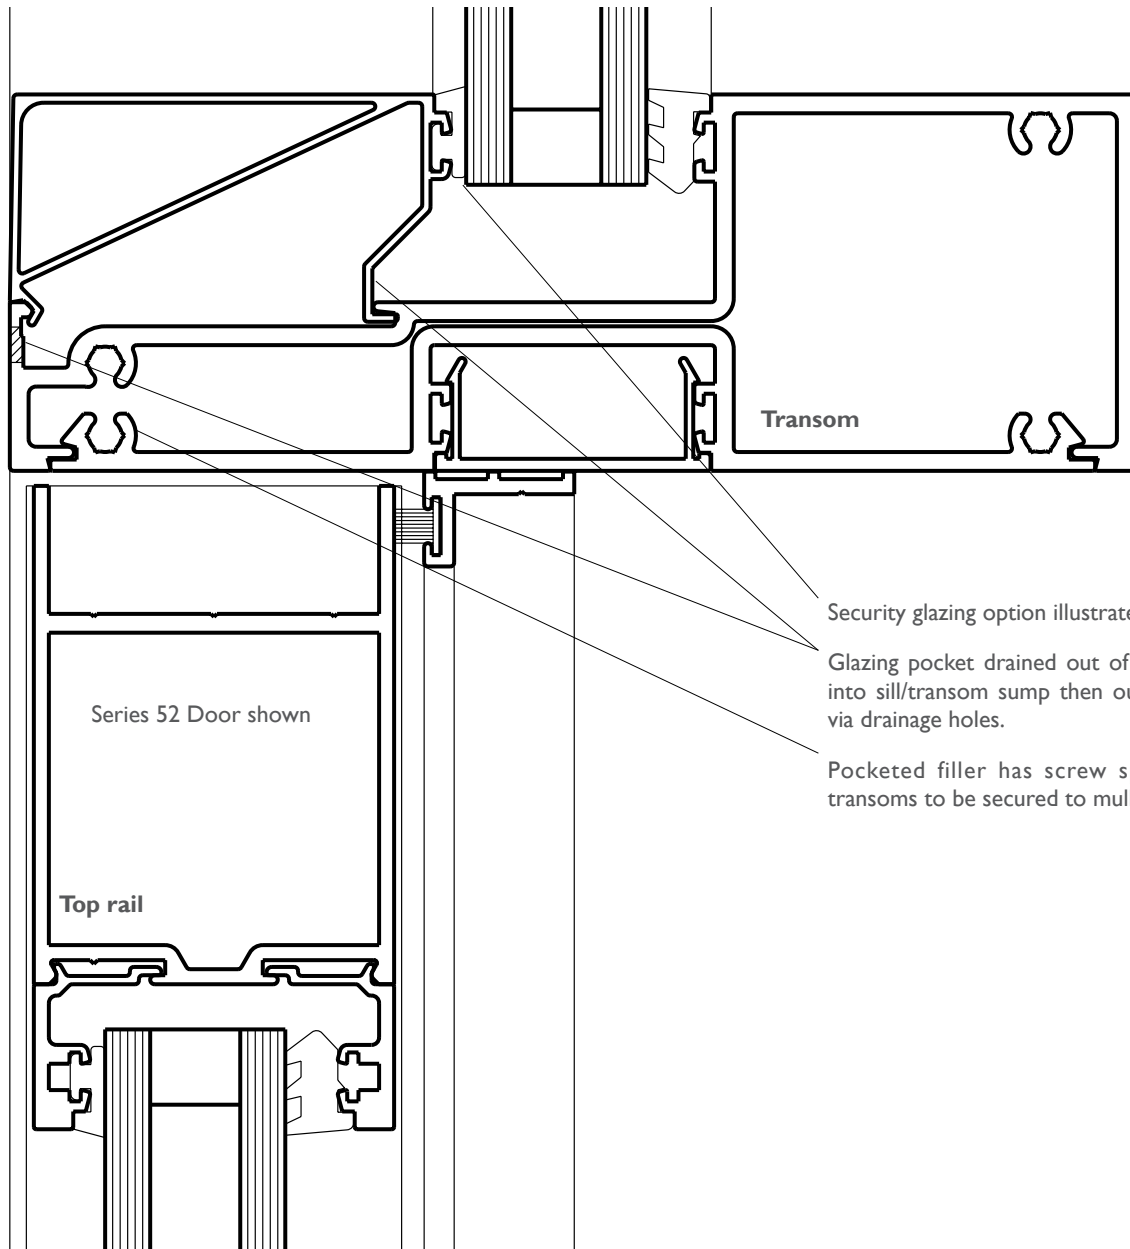 Transom
Security glazing option illustrate
Glazing pocket drained out of
into sill/transom sump then ou
via drainage holes.
Series 52 Door shown
Pocketed filler has screw s
transoms to be secured to mul
Top rail